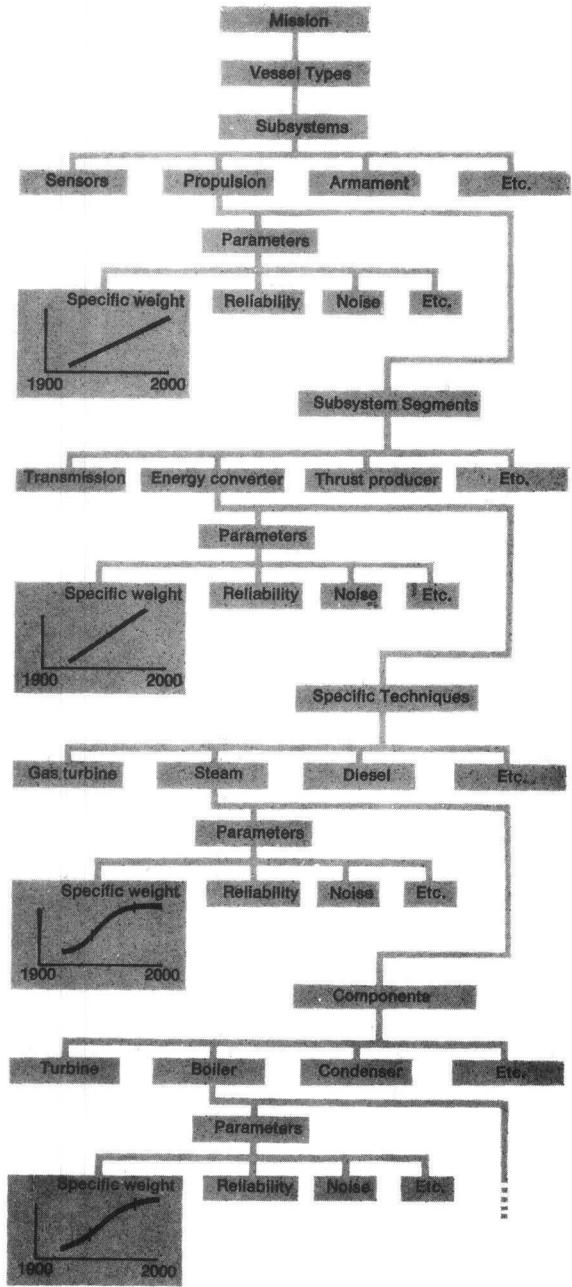 Mission
Vessel Types
Subsystems
Sensors Propulsion Armament Etc.
Parameters
Specific weight Reliability Noise Etc.
1900 2000
Subsystem Segments
Transmission Energy converter Thrust producer Etc.
Parameters
Specific weight Reliability Noise Etc.
1900 2000
Specific Techniques
Gas turbine Steam Diesel Etc.
Parameters
Specific weight Reliability Noise Etc.
1900 2000
Components
Turbine Boiler Condenser Etc.
Parameters
Specific weight Reliability Noise Etc.
1900 2000